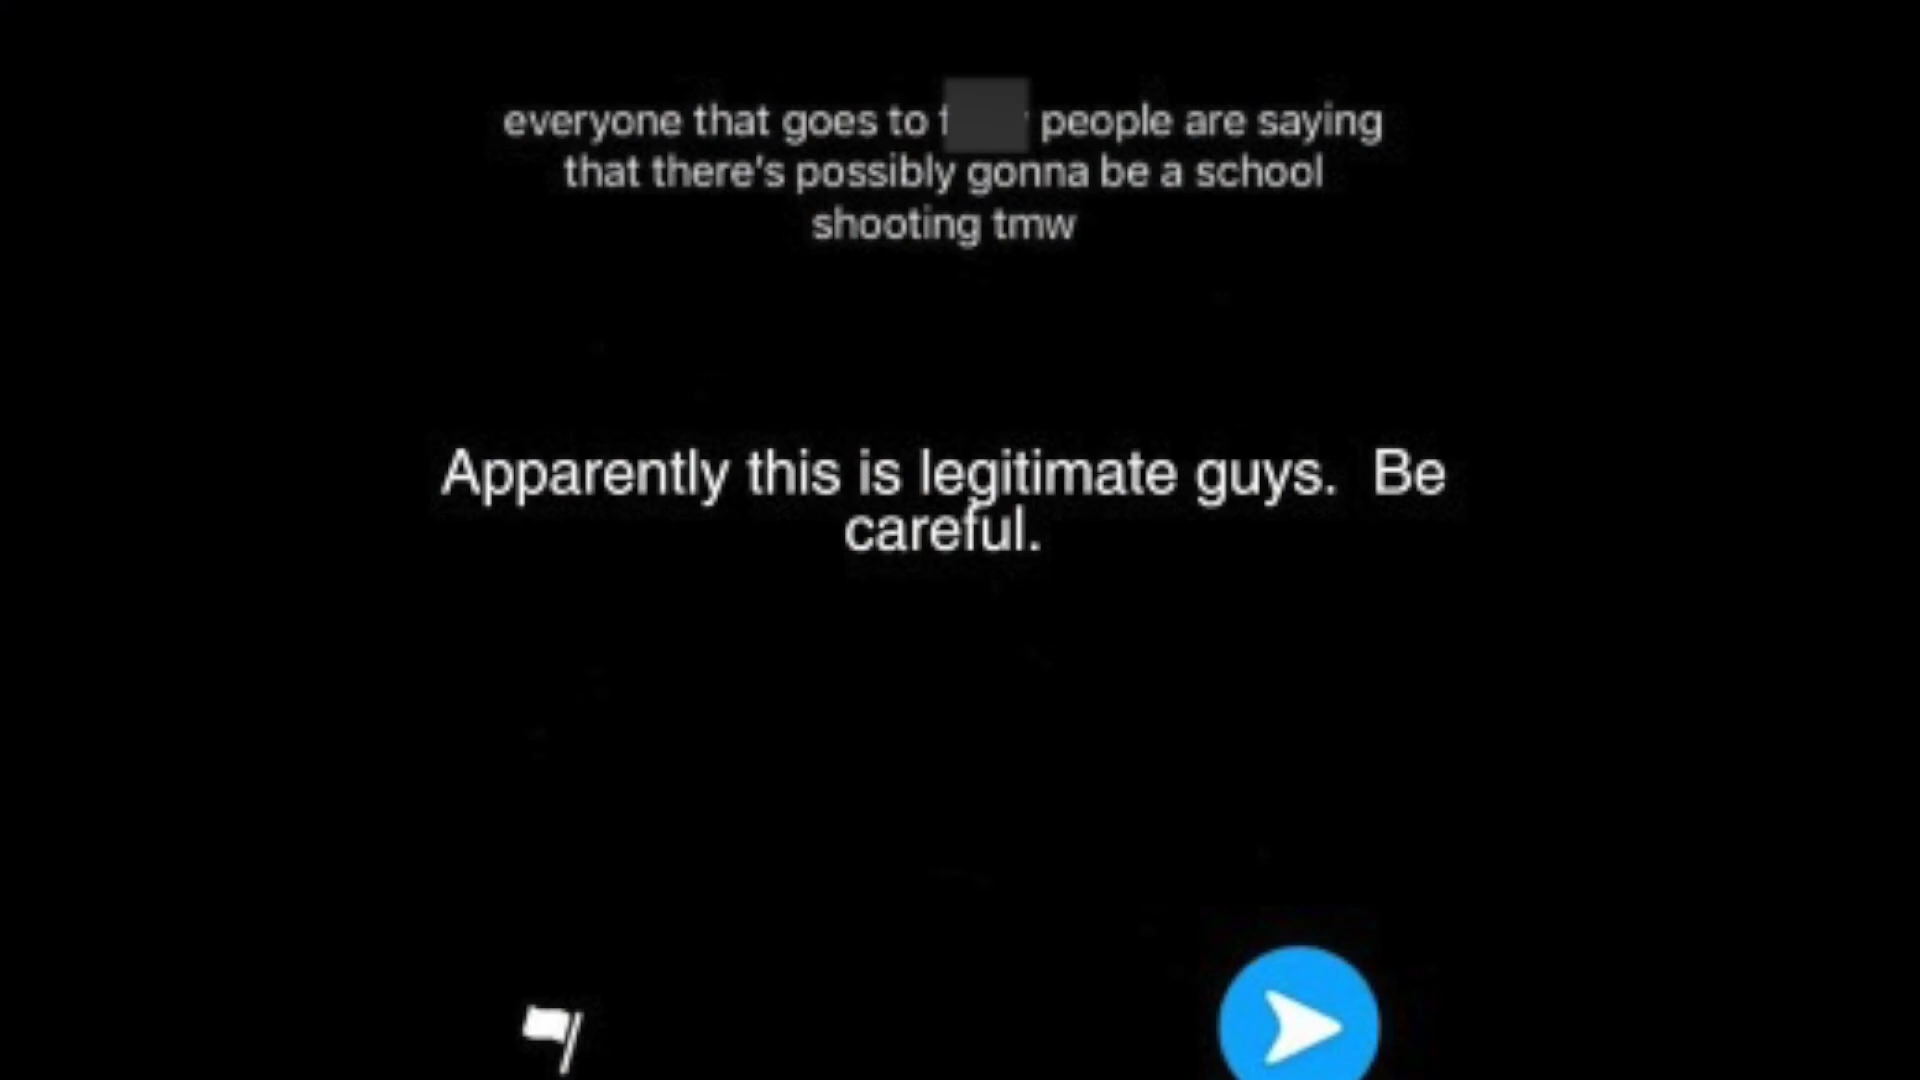 everyone that goes to people are saying
that there's possibly gonna be a school
shooting tmw
Apparently this is legitimate guys. Be
careful.